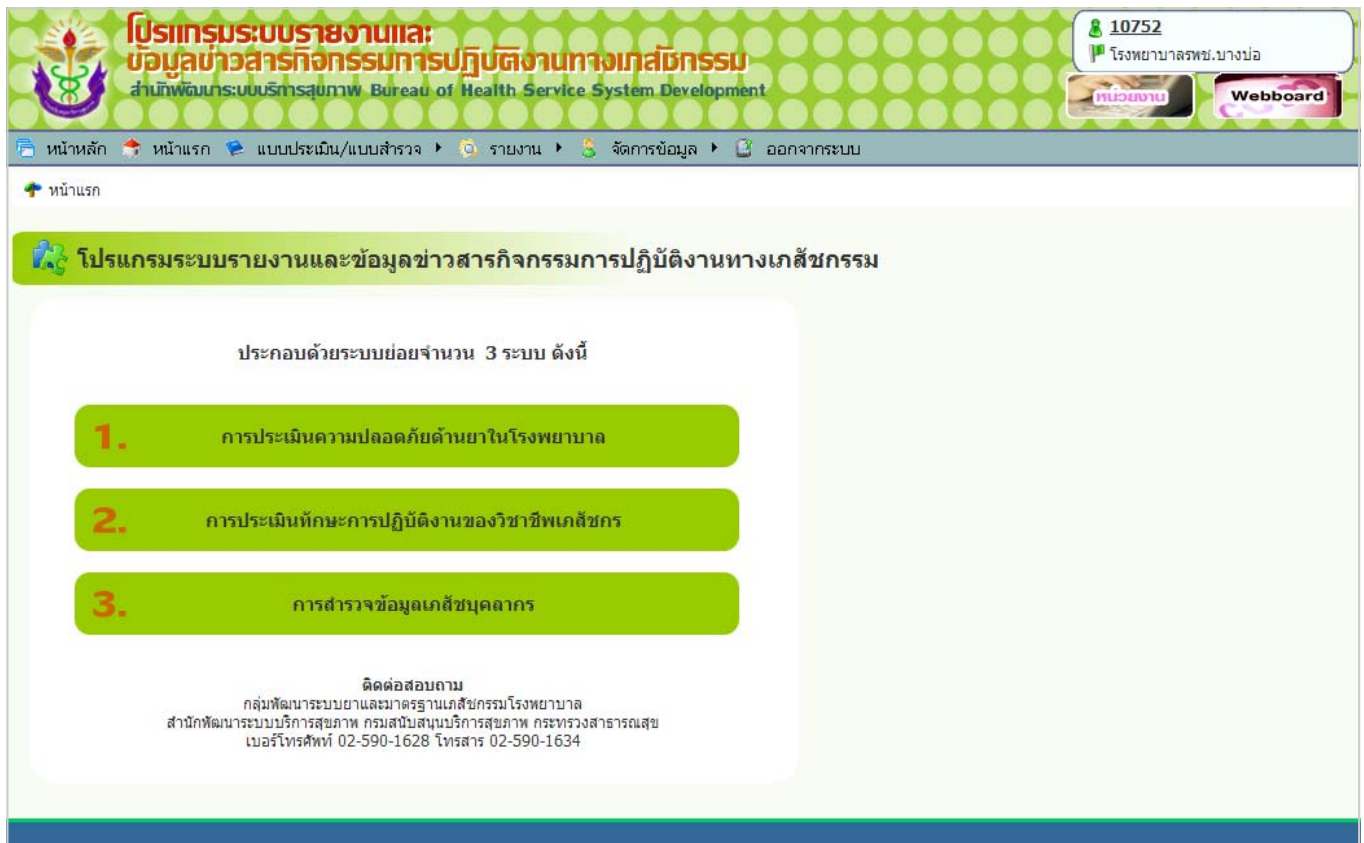 โปรแกรมระบบรายงานและ
ข้อมูลข่าวสารกิจกรรมการปฏิบัติงานทางเภสัชกรรม
สำนักพัฒนาระบบบริการสุขภาพ Bureau of Health Service System Development
10752
โรงพยาบาลรพช.บางบ่อ
หน่วยงาน
Webboard
หน้าหลัก หน้าแรก แบบประเมิน/แบบสำรวจ รายงาน จัดการข้อมูล ออกจากระบบ
หน้าแรก
โปรแกรมระบบรายงานและข้อมูลข่าวสารกิจกรรมการปฏิบัติงานทางเภสัชกรรม
ประกอบด้วยระบบย่อยจำนวน 3 ระบบ ดังนี้
1. การประเมินความปลอดภัยด้านยาในโรงพยาบาล
2. การประเมินทักษะการปฏิบัติงานของวิชาชีพเภสัชกร
3. การสำรวจข้อมูลเภสัชบุคลากร
ติดต่อสอบถาม
กลุ่มพัฒนาระบบยาและมาตรฐานเภสัชกรรมโรงพยาบาล
สำนักพัฒนาระบบบริการสุขภาพ กรมสนับสนุนบริการสุขภาพ กระทรวงสาธารณสุข
เบอร์โทรศัพท์ 02-590-1628 โทรสาร 02-590-1634